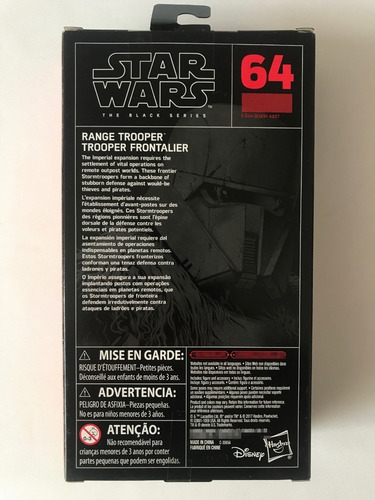 STAR
WARS
THE BLACK SERIES
64
RANGE TROOPER
TROOPER FRONTALIER
The Imperial expansion requires the
settlement of vital operations on
remote outpost worlds. These frontier
Stormtroopers form a backbone of
stubborn defense against would-be
thieves and pirates.
L'expansion impériale nécessite
l'établissement d'avant-postes sur des
mondes éloignés. Ces Stormtroopers
des régions pionnières sont l'épine
dorsale de la défense contre les
voleurs et pirates potentiels.
La expansión imperial requiere del
asentamiento de operaciones
indispensables en planetas remotos.
Estos Stormtroopers fronterizos
conforman una tenaz defensa contra
ladrones y piratas.
O Império assegura a sua expansão
implantando postos com operações
essenciais em planetas remotos, que
os Stormtroopers de fronteira
defendem irredutivelmente contra
ataques de ladrões e piratas.
MISE EN GARDE:
RISQUE D'ÉTOUFFEMENT–Petites pièces.
Déconseillé aux enfants de moins de 3 ans.
ADVERTENCIA:
PELIGRO DE ASFIXIA – Piezas pequeñas.
No es para niños menores de 3 años.
ATENÇÃO:
Não recomendável para
crianças menores de 3 anos por conter
partes pequenas que podem ser engolidas.
MADE IN CHINA
FABRIQUÉ EN CHINE
Disney
Hasbro